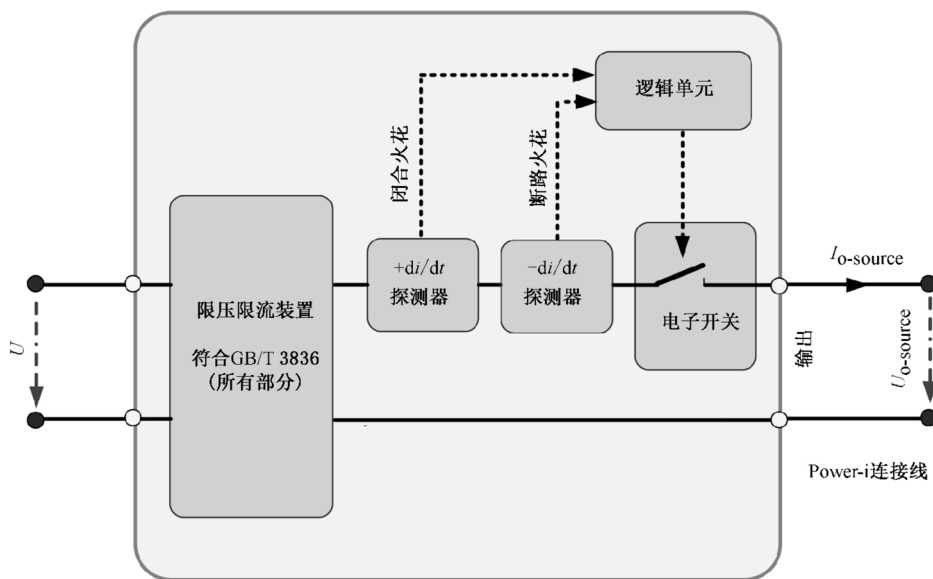 逻辑单元
闭合火花
断路火花
+di/dt
探测器
−di/dt
探测器
电子开关
限压限流装置
符合GB/T 3836
（所有部分）
U
I o-source
输出
U o-source
Power-i连接线